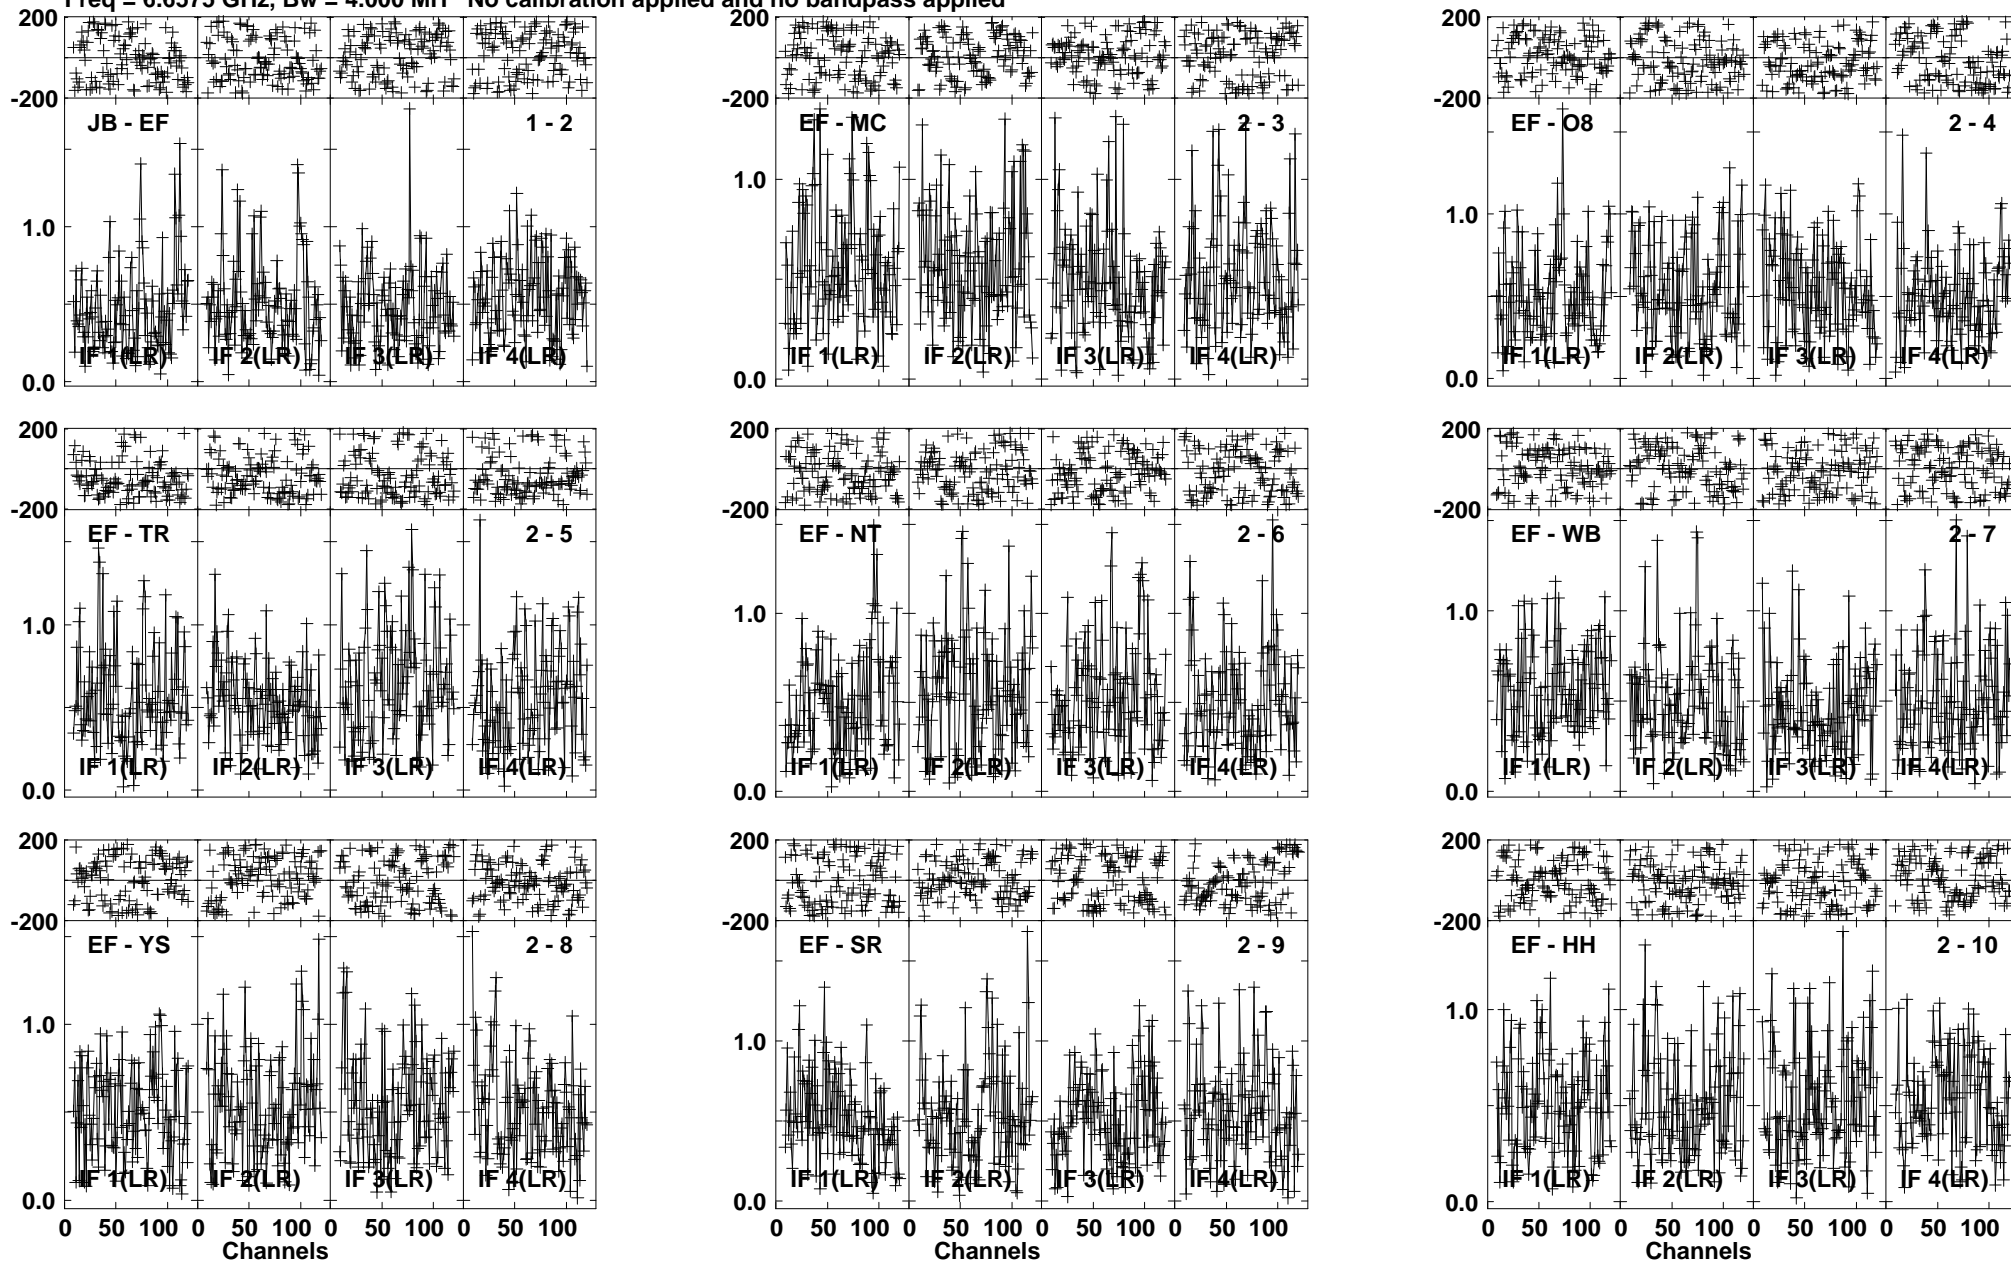 Freq = 6.6575 GHz, Bw = 4.000 MH No calibration applied and no bandpass applied
200 200 200
-200 -200 -200
JB - EF 1 - 2 EF - MC 2 - 3 EF - O8 2 - 4
1.0 1.0 1.0
IF 1(LR) IF 2(LR) IF 3(LR) IF 4(LR) IF 1(LR) IF 2(LR) IF 3(LR) IF 4(LR) IF 1(LR) IF 2(LR) IF 3(LR) IF 4(LR)
0.0 0.0 0.0
200 200 200
-200 -200 -200
EF - TR 2 - 5 EF - NT 2 - 6 EF - WB 2 - 7
1.0 1.0 1.0
IF 1(LR) IF 2(LR) IF 3(LR) IF 4(LR) IF 1(LR) IF 2(LR) IF 3(LR) IF 4(LR) IF 1(LR) IF 2(LR) IF 3(LR) IF 4(LR)
0.0 0.0 0.0
200 200 200
-200 -200 -200
EF - YS 2 - 8 EF - SR 2 - 9 EF - HH 2 - 10
1.0 1.0 1.0
IF 1(LR) IF 2(LR) IF 3(LR) IF 4(LR) IF 1(LR) IF 2(LR) IF 3(LR) IF 4(LR) IF 1(LR) IF 2(LR) IF 3(LR) IF 4(LR)
0.0 0.0 0.0
0 50 100 0 50 100 0 50 100 0 50 100 0 50 100 0 50 100 0 50 100 0 50 100 0 50 100 0 50 100 0 50 100 0 50 100
Channels Channels Channels